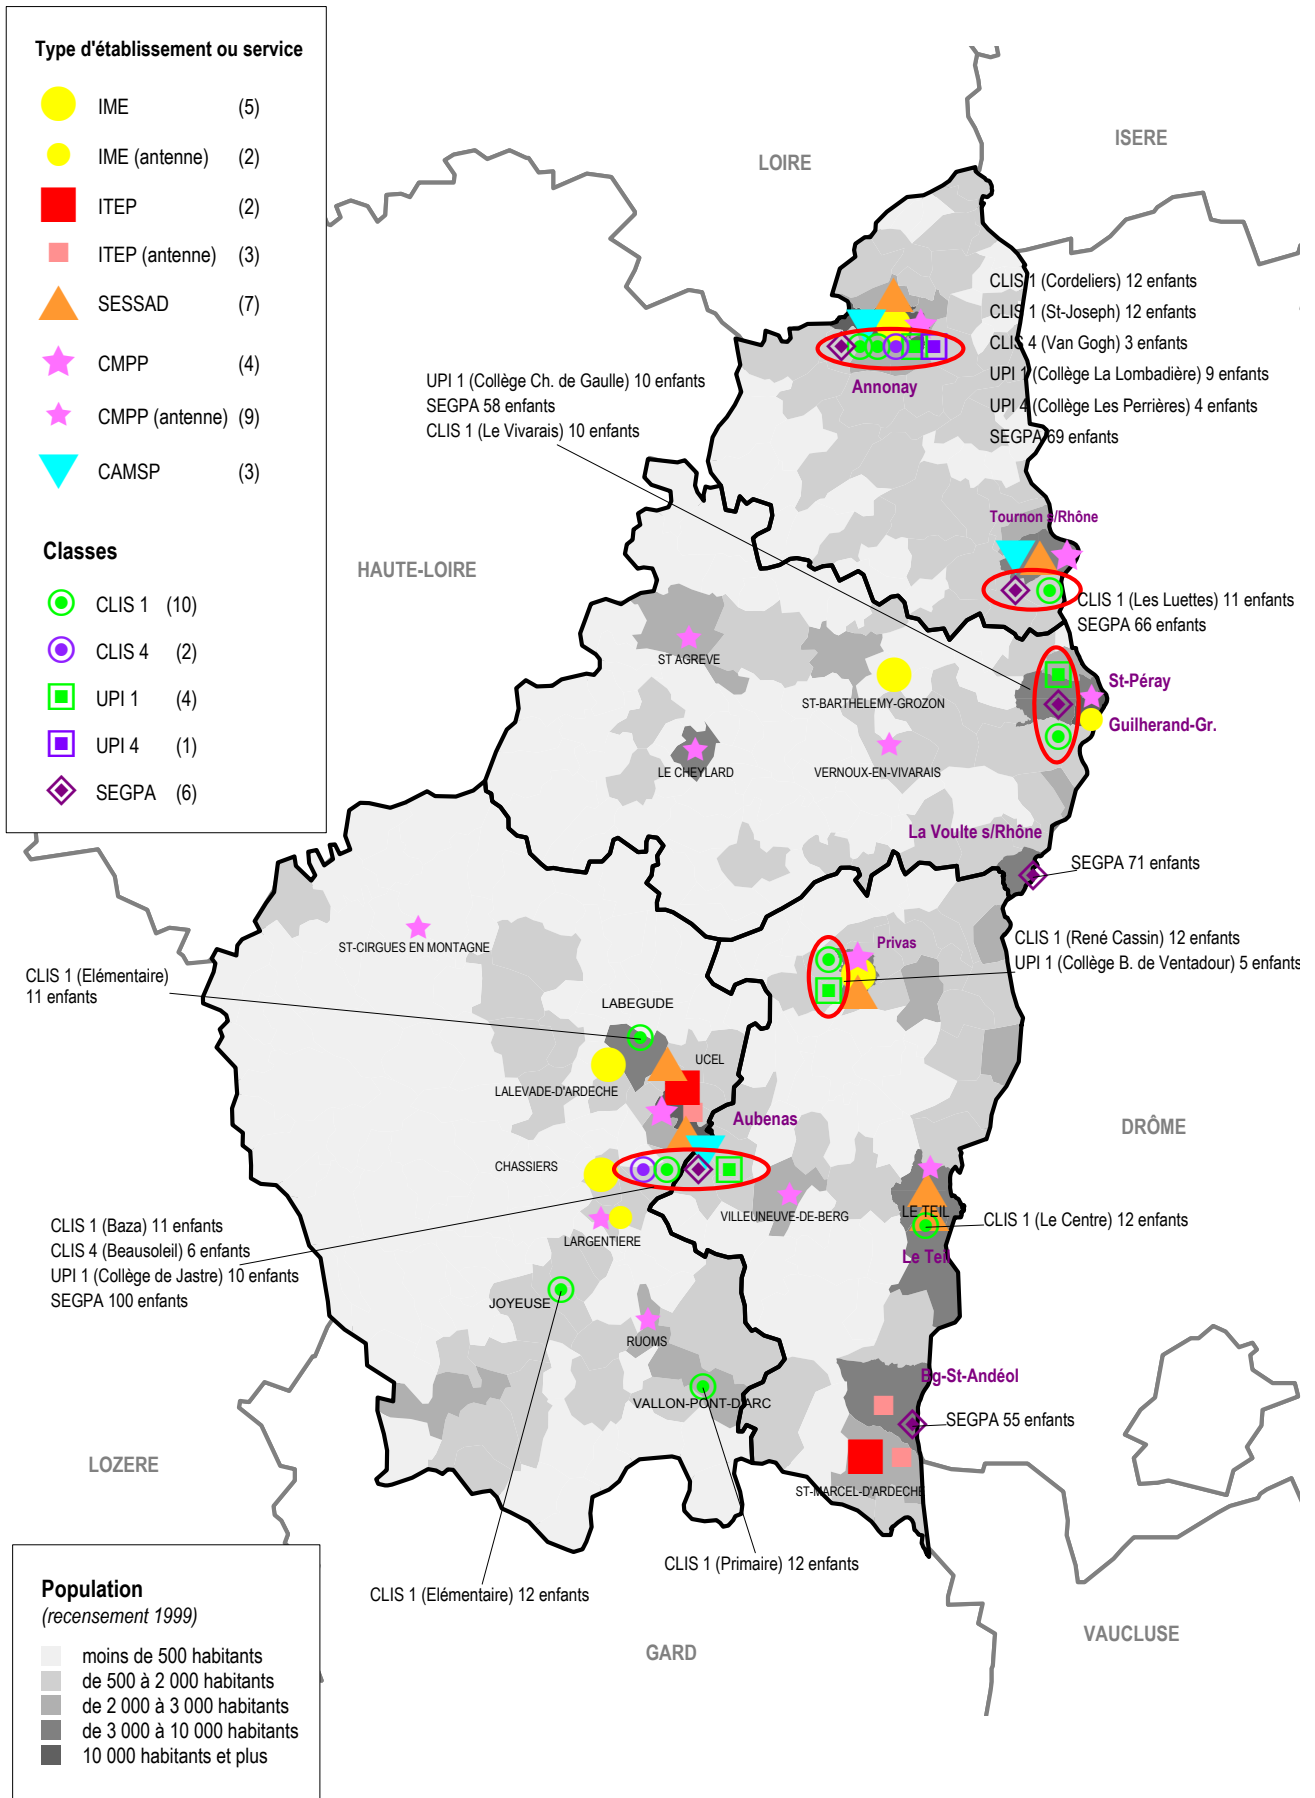 Type d'établissement ou service
IME (5)
IME (antenne) (2)
ITEP (2)
ITEP (antenne) (3)
SESSAD (7)
CMPP (4)
CMPP (antenne) (9)
CAMSP (3)
Classes
CLIS 1 (10)
CLIS 4 (2)
UPI 1 (4)
UPI 4 (1)
SEGPA (6)
LOIRE
ISERE
CLIS 1 (Cordeliers) 12 enfants
CLIS 1 (St-Joseph) 12 enfants
CLIS 4 (Van Gogh) 3 enfants
UPI 1 (Collège La Lombadière) 9 enfants
UPI 4 (Collège Les Perrières) 4 enfants
SEGPA 69 enfants
Annonay
UPI 1 (Collège Ch. de Gaulle) 10 enfants
SEGPA 58 enfants
CLIS 1 (Le Vivarais) 10 enfants
Tournon s/Rhône
HAUTE-LOIRE
CLIS 1 (Les Luettes) 11 enfants
SEGPA 66 enfants
ST AGREVE
ST-BARTHELEMY-GROZON
St-Péray
Guilherand-Gr.
LE CHEYLARD
VERNOUX-EN-VIVARAIS
La Voulte s/Rhône
SEGPA 71 enfants
ST-CIRGUES EN MONTAGNE
Privas
CLIS 1 (René Cassin) 12 enfants
UPI 1 (Collège B. de Ventadour) 5 enfants
CLIS 1 (Elémentaire)
11 enfants
LABEGUDE
UCEL
LALEVADE-D'ARDECHE
Aubenas
DRÔME
CHASSIERS
VILLEUNEUVE-DE-BERG
LE TEIL
CLIS 1 (Le Centre) 12 enfants
Le Teil
CLIS 1 (Baza) 11 enfants
CLIS 4 (Beausoleil) 6 enfants
UPI 1 (Collège de Jastre) 10 enfants
SEGPA 100 enfants
LARGENTIERE
JOYEUSE
RUOMS
VALLON-PONT-D'ARC
Bg-St-Andéol
SEGPA 55 enfants
LOZERE
ST-MARCEL-D'ARDECHE
CLIS 1 (Primaire) 12 enfants
CLIS 1 (Elémentaire) 12 enfants
GARD
VAUCLUSE
Population
(recensement 1999)
moins de 500 habitants
de 500 à 2 000 habitants
de 2 000 à 3 000 habitants
de 3 000 à 10 000 habitants
10 000 habitants et plus